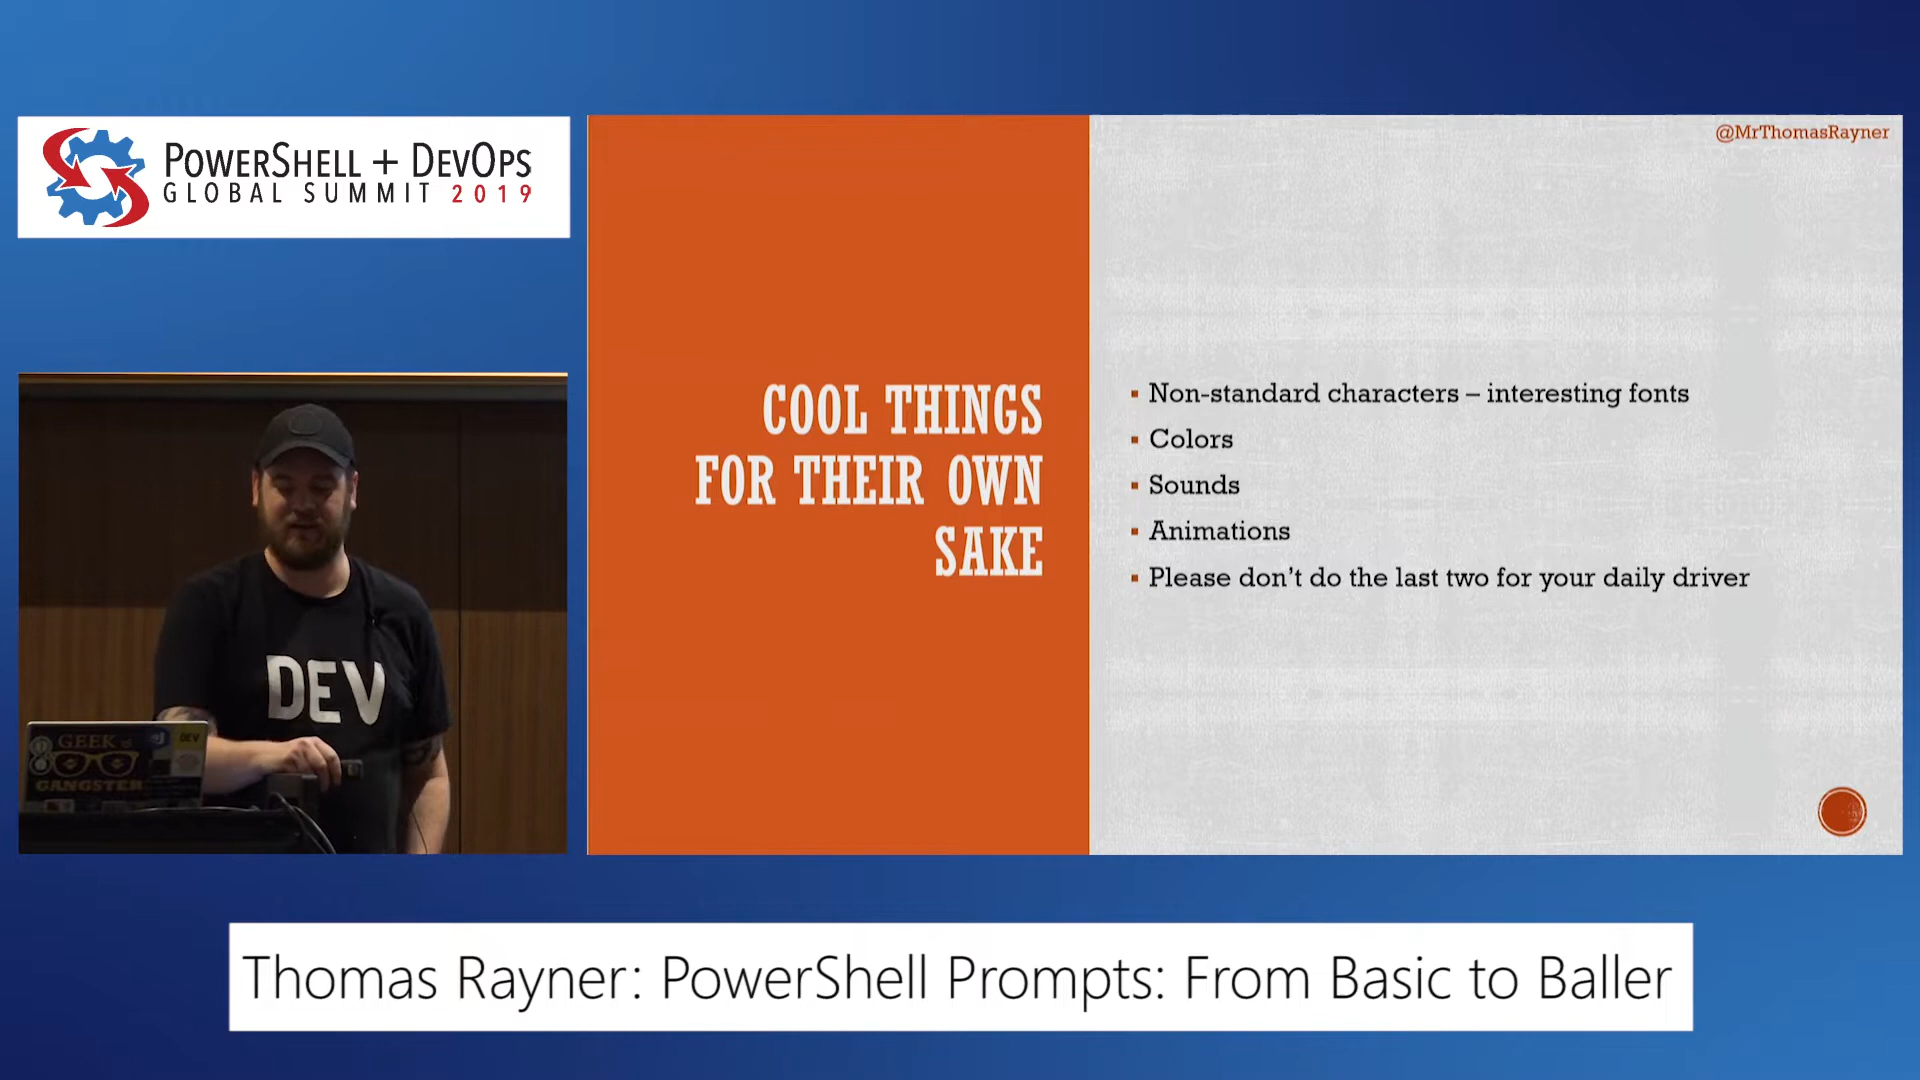 POWERSHELL + DEVOPS
GLOBAL SUMMIT 2019
@MrThomasRayner
COOL THINGS
FOR THEIR OWN
SAKE
▪ Non-standard characters – interesting fonts
▪ Colors
▪ Sounds
▪ Animations
▪ Please don't do the last two for your daily driver
DEV
GEEK
DEV
GANGSTER
Thomas Rayner: PowerShell Prompts: From Basic to Baller